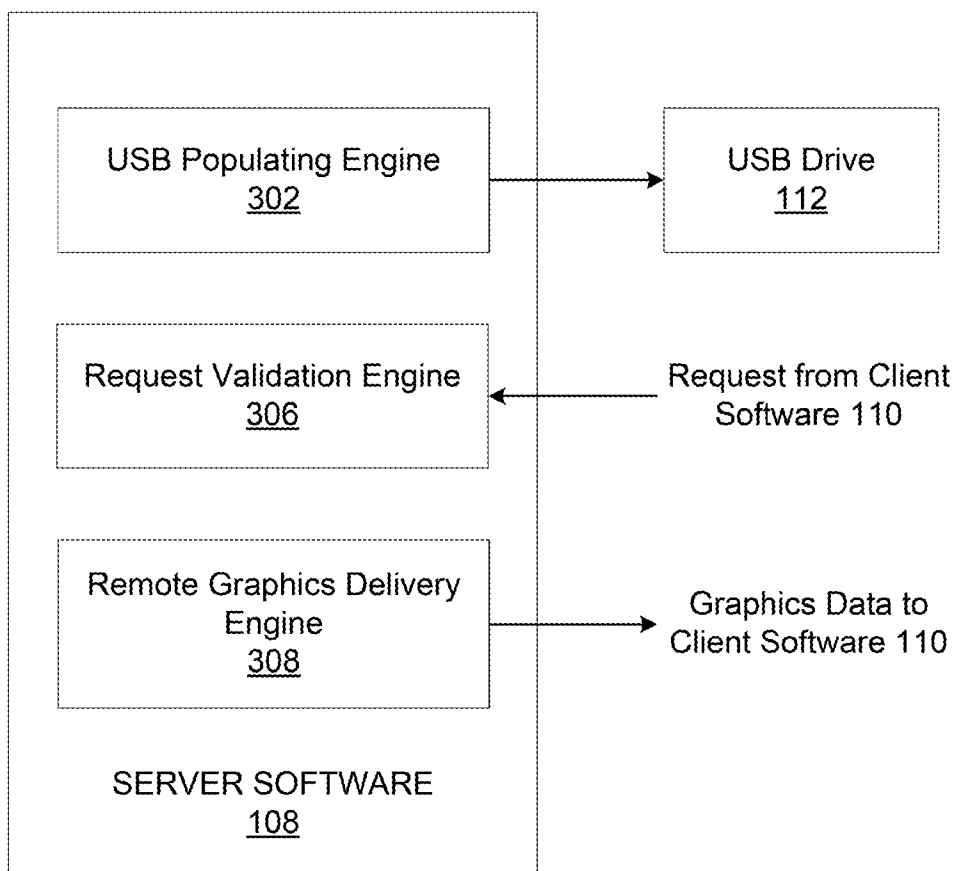 USB Populating Engine
302
USB Drive
112
Request Validation Engine
306
Request from Client
Software 110
Remote Graphics Delivery
Engine
308
Graphics Data to
Client Software 110
SERVER SOFTWARE
108